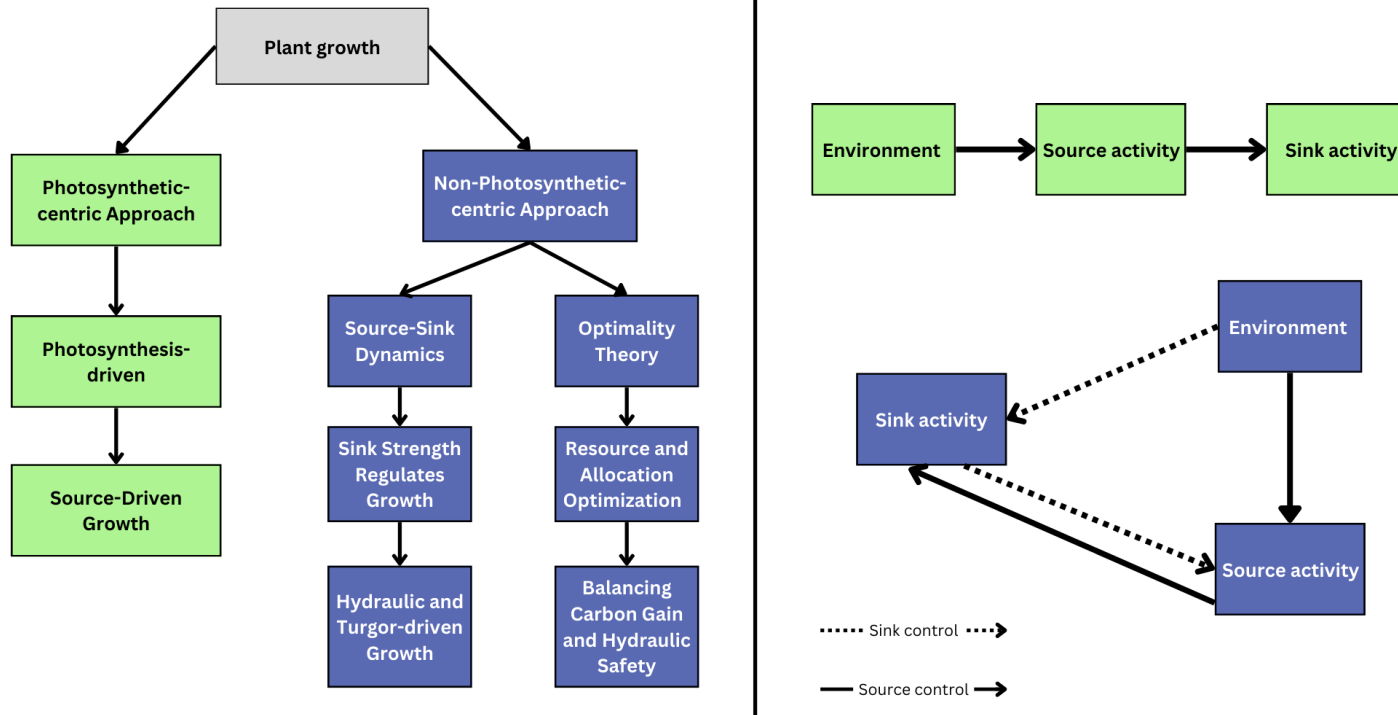 Plant growth
Photosynthetic-
centric Approach
Non-Photosynthetic-
centric Approach
Photosynthesis-
driven
Source-Sink
Dynamics
Optimality
Theory
Source-Driven
Growth
Sink Strength
Regulates
Growth
Resource and
Allocation
Optimization
Hydraulic and
Turgor-driven
Growth
Balancing
Carbon Gain
and Hydraulic
Safety
Environment
Source activity
Sink activity
Environment
Sink activity
Source activity
Sink control
Source control